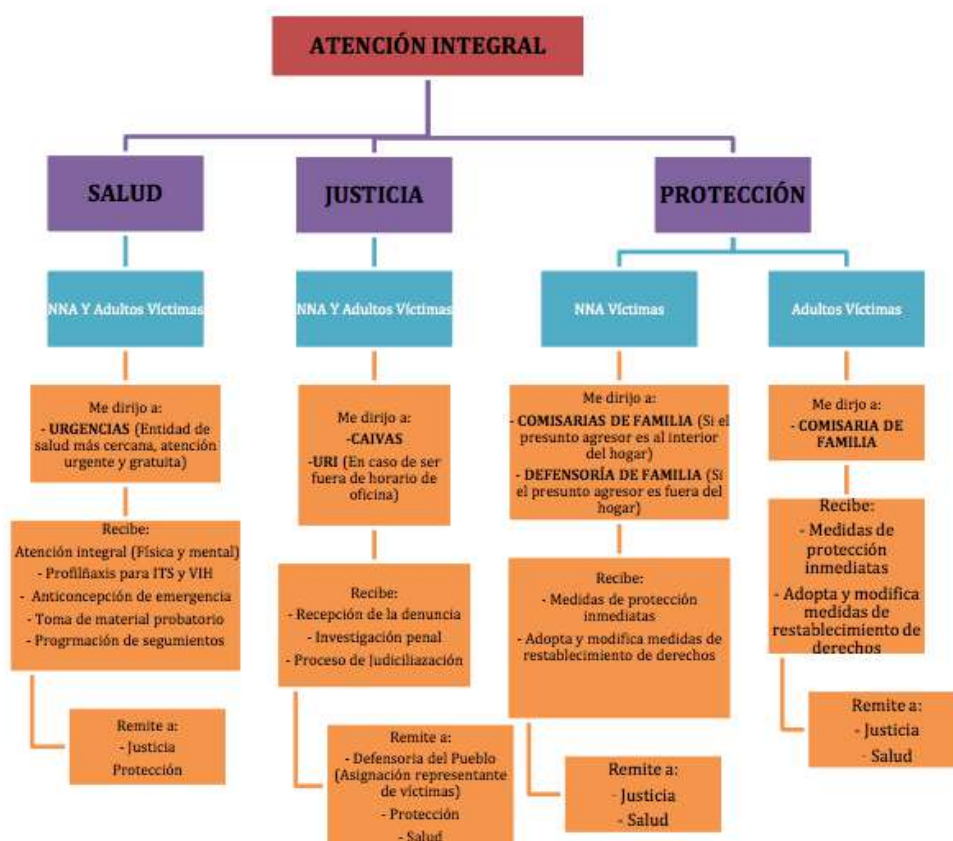 ATENCIÓN INTEGRAL
SALUD
NNA Y Adultos Víctimas
Me dirijo a:
- URGENCIAS (Entidad de
salud más cercana, atención
urgente y gratuita)
Recibe:
Atención integral (Física y mental)
- Profilñaxis para ITS y VIH
- Anticoncepción de emergencia
- Toma de material probatorio
- Progrmación de segumientos
Remite a:
- Justicia
Protección
JUSTICIA
NNA Y Adultos Víctimas
Me dirijo a:
-CAIVAS
-URI (En caso de ser
fuera de horario de
oficina)
Recibe:
- Recepción de la denuncia
- Investigación penal
- Proceso de Judiciliazación
Remite a:
- Defensoria del Pueblo
(Asignación representante
de víctimas)
- Protección
- Salud
PROTECCIÓN
NNA Víctimas
Me dirijo a:
- COMISARIAS DE FAMILIA (Si el
presunto agresor es al interior
del hogar)
- DEFENSORÍA DE FAMILIA (Si
el presunto agresor es fuera del
hogar)
Recibe:
- Medidas de protección
inmediatas
- Adopta y modifica medidas de
restablecimiento de derechos
Remite a:
- Justicia
- Salud
Adultos Víctimas
Me dirijo a:
- COMISARIA DE
FAMILIA
Recibe:
- Medidas de
protección
inmediatas
- Adopta y modifica
medidas de
restablecimiento de
derechos
Remite a:
- Justicia
- Salud